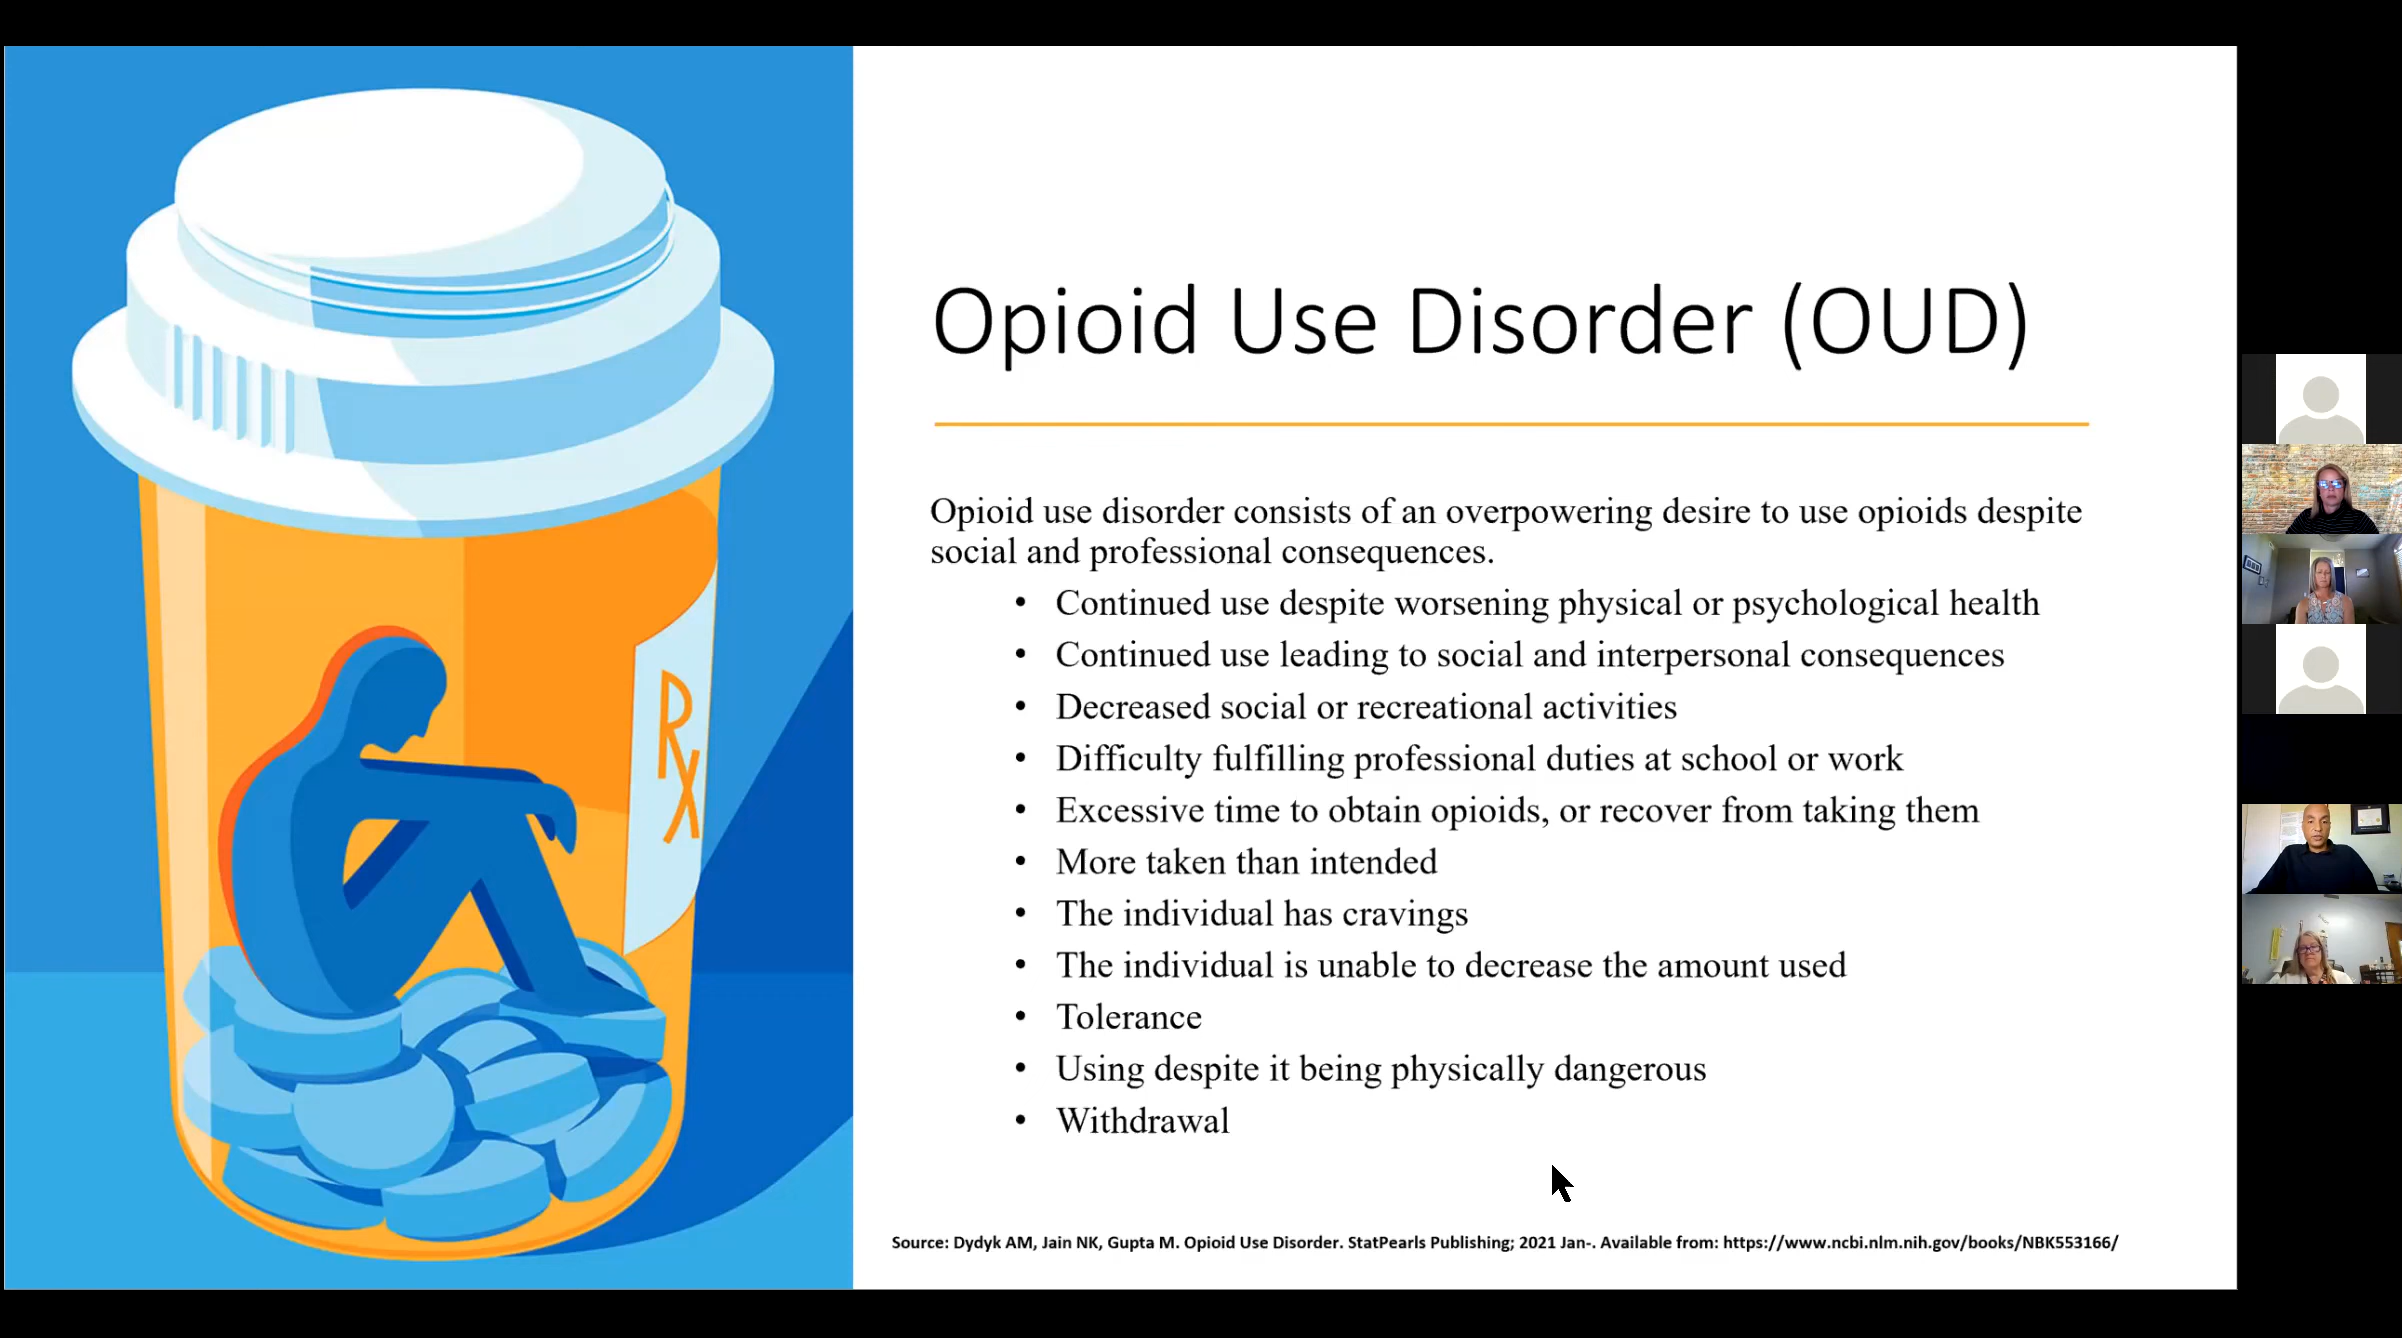 Opioid Use Disorder (OUD)
Opioid use disorder consists of an overpowering desire to use opioids despite
social and professional consequences.
• Continued use despite worsening physical or psychological health
• Continued use leading to social and interpersonal consequences
• Decreased social or recreational activities
• Difficulty fulfilling professional duties at school or work
• Excessive time to obtain opioids, or recover from taking them
• More taken than intended
• The individual has cravings
• The individual is unable to decrease the amount used
• Tolerance
• Using despite it being physically dangerous
• Withdrawal
Source: Dydyk AM, Jain NK, Gupta M. Opioid Use Disorder. StatPearls Publishing; 2021 Jan-. Available from: https://www.ncbi.nlm.nih.gov/books/NBK553166/
RX